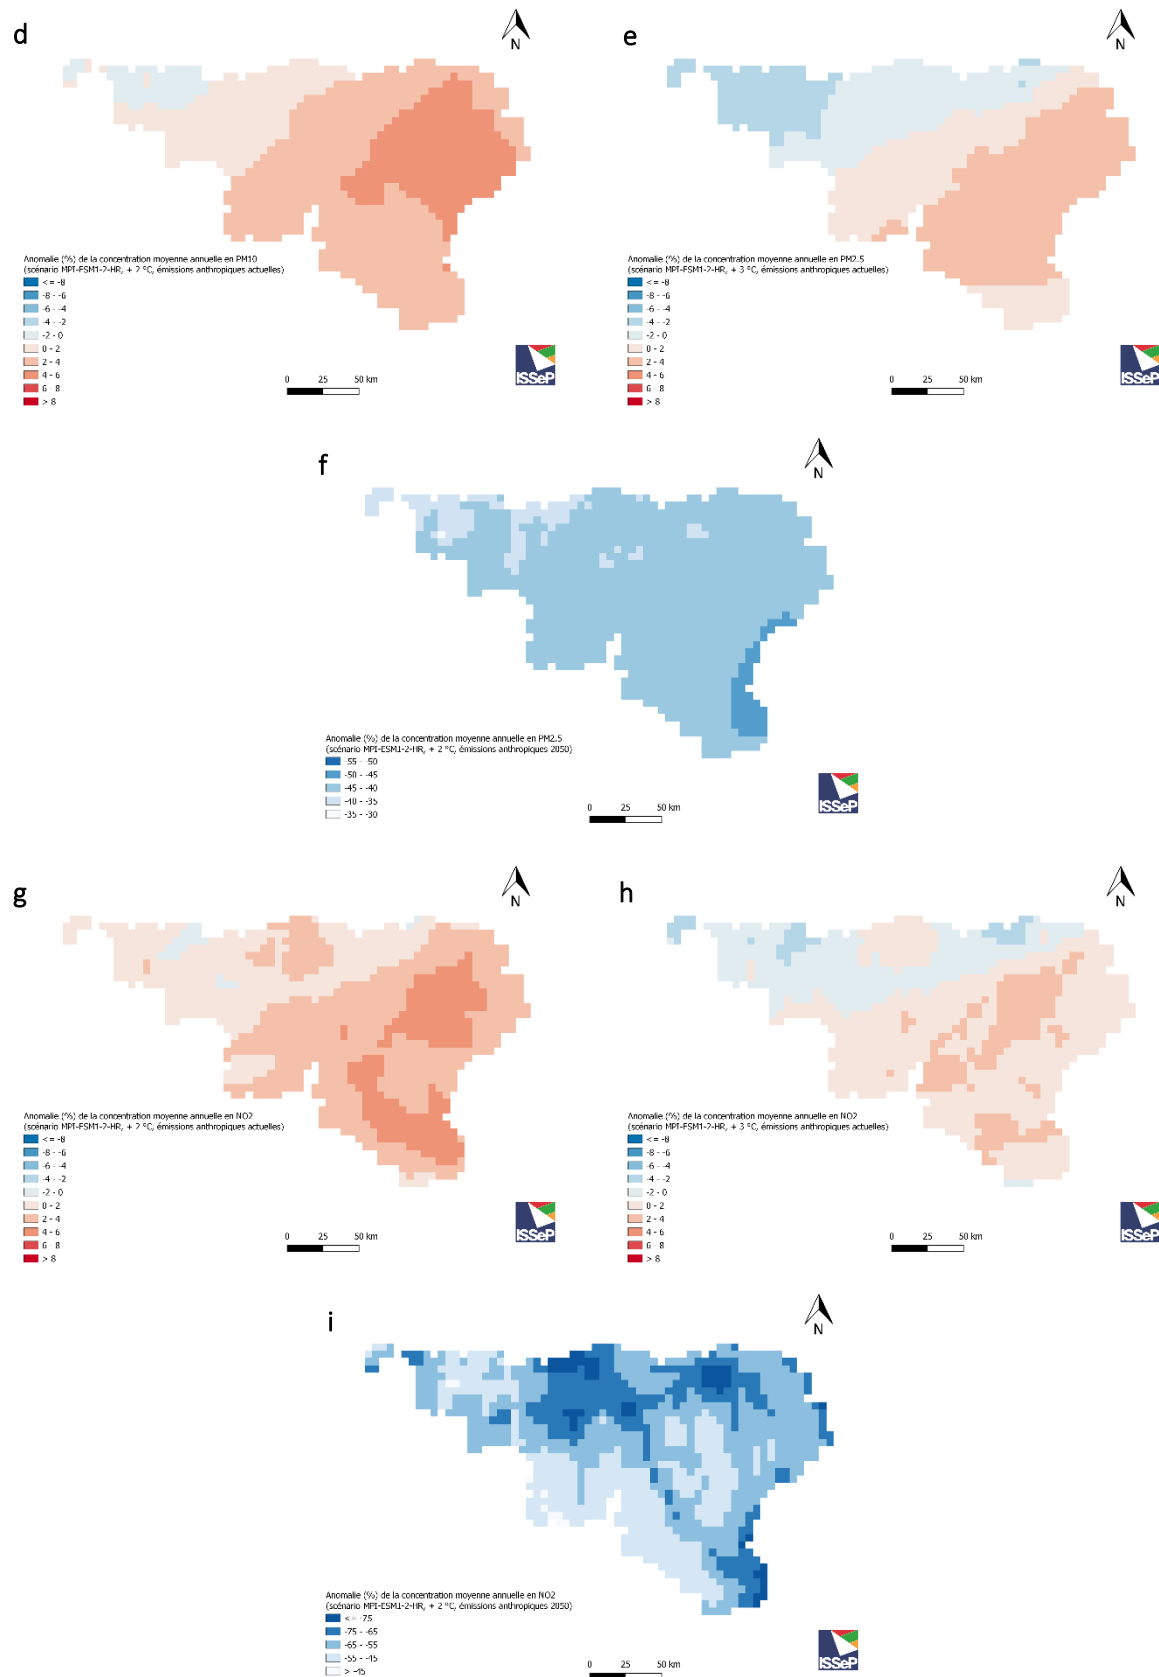 d
N
Anomalie (%) de la concentration moyenne annuelle en PM10
(scénario MPI-ESM1-2-HR, + 2 °C, émissions anthropiques actuelles)
<= -8
-8 - -6
-6 - -4
-4 - -2
-2 - 0
0 - 2
2 - 4
4 - 6
6 - 8
> 8
0 25 50 km
ISSeP
e
N
Anomalie (%) de la concentration moyenne annuelle en PM2.5
(scénario MPI-ESM1-2-HR, + 3 °C, émissions anthropiques actuelles)
<= -8
-8 - -6
-6 - -4
-4 - -2
-2 - 0
0 - 2
2 - 4
4 - 6
6 - 8
> 8
0 25 50 km
ISSeP
f
N
Anomalie (%) de la concentration moyenne annuelle en PM2.5
(scénario MPI-ESM1-2-HR, + 2 °C, émissions anthropiques 2050)
-55 - -50
-50 - -45
-45 - -40
-40 - -35
-35 - -30
0 25 50 km
ISSeP
g
N
Anomalie (%) de la concentration moyenne annuelle en NO2
(scénario MPI-ESM1-2-HR, + 2 °C, émissions anthropiques actuelles)
<= -8
-8 - -6
-6 - -4
-4 - -2
-2 - 0
0 - 2
2 - 4
4 - 6
6 - 8
> 8
0 25 50 km
ISSeP
h
N
Anomalie (%) de la concentration moyenne annuelle en NO2
(scénario MPI-ESM1-2-HR, + 3 °C, émissions anthropiques actuelles)
<= -8
-8 - -6
-6 - -4
-4 - -2
-2 - 0
0 - 2
2 - 4
4 - 6
6 - 8
> 8
0 25 50 km
ISSeP
i
N
Anomalie (%) de la concentration moyenne annuelle en NO2
(scénario MPI-ESM1-2-HR, + 2 °C, émissions anthropiques 2050)
<= -75
-75 - -65
-65 - -55
-55 - -45
> -45
0 25 50 km
ISSeP